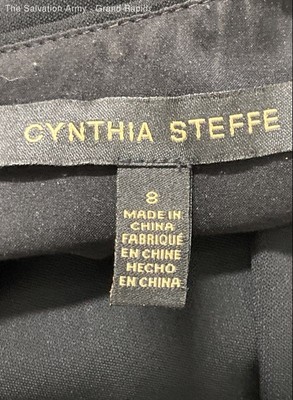 The Salvation Army - Grand Rapids
CYNTHIA STEFFE
8
MADE IN
CHINA
FABRIQUÉ
EN CHINE
HECHO
EN CHINA